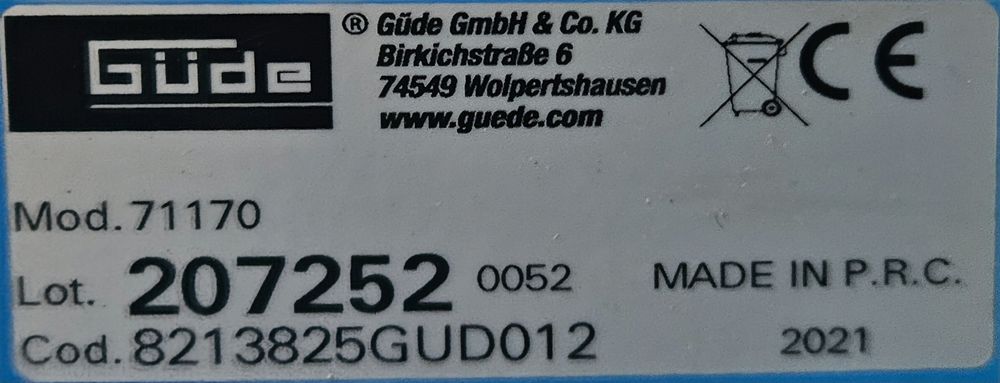 Güde
® Güde GmbH & Co. KG
Birkichstraße 6
74549 Wolpertshausen
www.guede.com
CE
Mod. 71170
Lot. 207252 0052
MADE IN P.R.C.
Cod. 8213825GUD012
2021